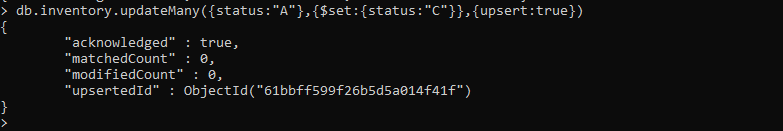 > db.inventory.updateMany({status:"A"},{$set:{status:"C"}},{upsert:true})
{
        "acknowledged" : true,
        "matchedCount" : 0,
        "modifiedCount" : 0,
        "upsertedId" : ObjectId("61bbff599f26b5d5a014f41f")
}
>